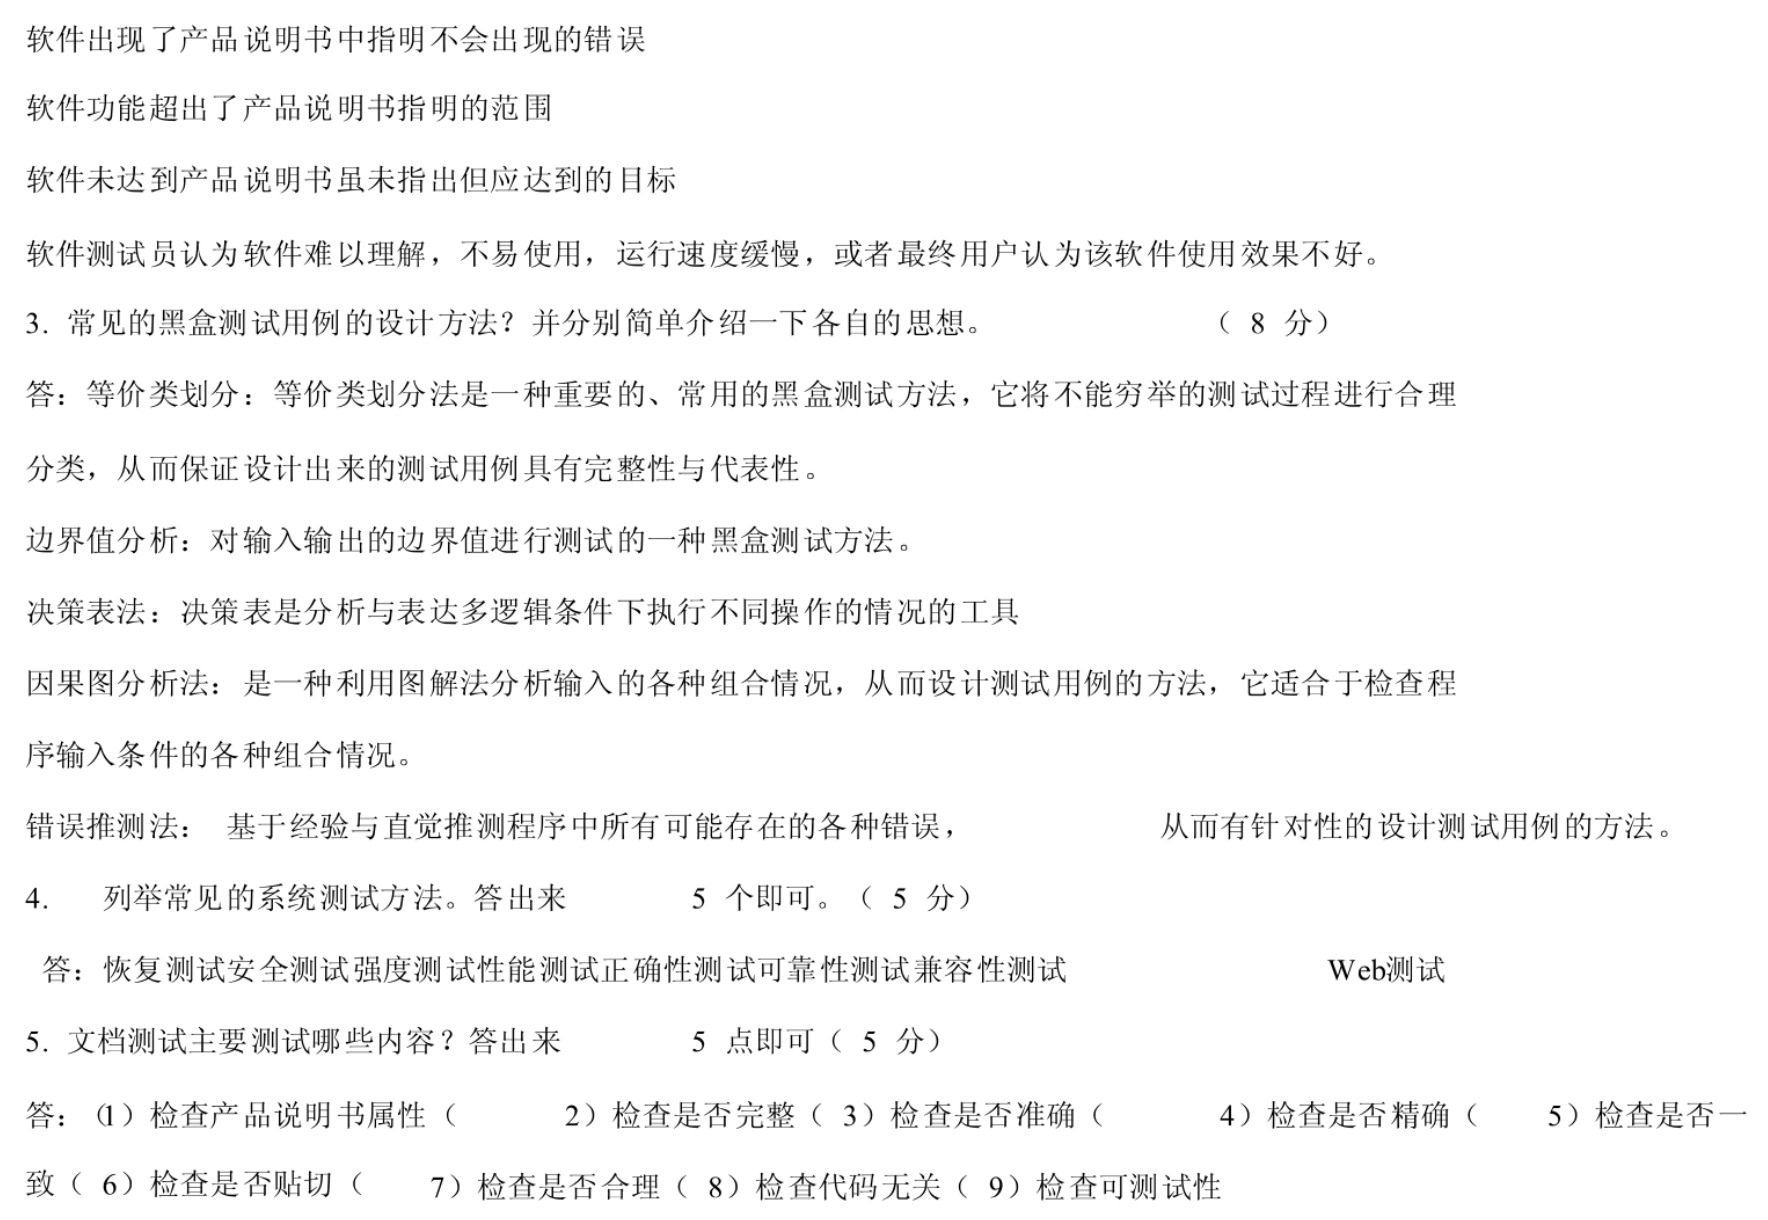 软件出现了产品说明书中指明不会出现的错误
软件功能超出了产品说明书指明的范围
软件未达到产品说明书虽未指出但应达到的目标
软件测试员认为软件难以理解，不易使用，运行速度缓慢，或者最终用户认为该软件使用效果不好。
3. 常见的黑盒测试用例的设计方法？并分别简单介绍一下各自的思想。（ 8 分）
答：等价类划分：等价类划分法是一种重要的、常用的黑盒测试方法，它将不能穷举的测试过程进行合理
分类，从而保证设计出来的测试用例具有完整性与代表性。
边界值分析：对输入输出的边界值进行测试的一种黑盒测试方法。
决策表法：决策表是分析与表达多逻辑条件下执行不同操作的情况的工具
因果图分析法：是一种利用图解法分析输入的各种组合情况，从而设计测试用例的方法，它适合于检查程
序输入条件的各种组合情况。
错误推测法： 基于经验与直觉推测程序中所有可能存在的各种错误， 从而有针对性的设计测试用例的方法。
4. 列举常见的系统测试方法。答出来 5 个即可。（ 5 分）
答：恢复测试安全测试强度测试性能测试正确性测试可靠性测试兼容性测试 Web测试
5. 文档测试主要测试哪些内容？答出来 5 点即可（ 5 分）
答：（1）检查产品说明书属性（ 2）检查是否完整（ 3）检查是否准确（ 4）检查是否精确（ 5）检查是否一
致（ 6）检查是否贴切（ 7）检查是否合理（ 8）检查代码无关（ 9）检查可测试性